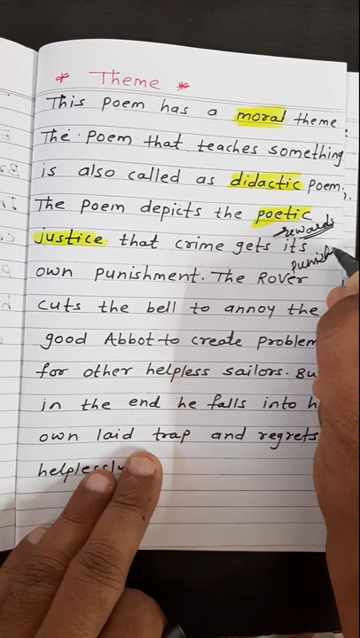 * Theme *
This poem has a moral theme
The poem that teaches something
is also called as didactic poem.
The poem depicts the poetic
rewards
justice that crime gets its
punish
own punishment. The Rover
cuts the bell to annoy the
good Abbot to create problem
for other helpless sailors. Bu
in the end he falls into h
own laid trap and regrets
helplessly